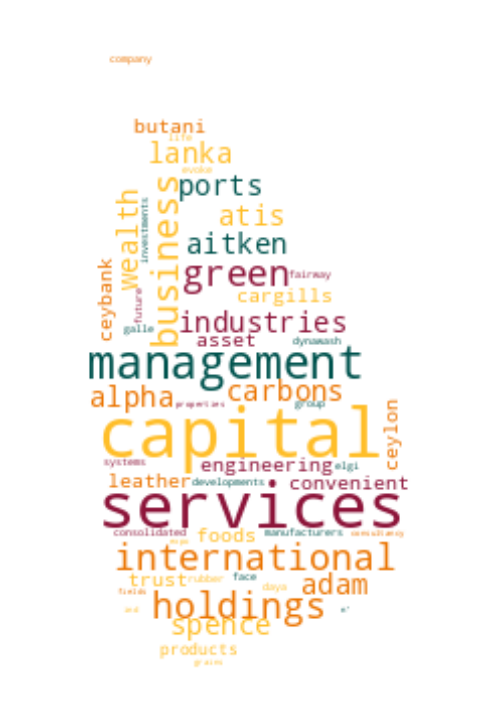 company
butani
life
lanka
evoke
ports
wealth
investments
business
atis
aitken
green
fairway
ceybank
future
cargills
galle
industries
asset
dynawash
management
alpha
carbons
properties
group
capital
ceylon
systems
engineering
elgi
leather
developments
convenient
services
consolidated
foods
manufacturers
consultancy
expo
international
trust
rubber
face
adam
fields
daya
holdings
and
e'
spence
products
grains